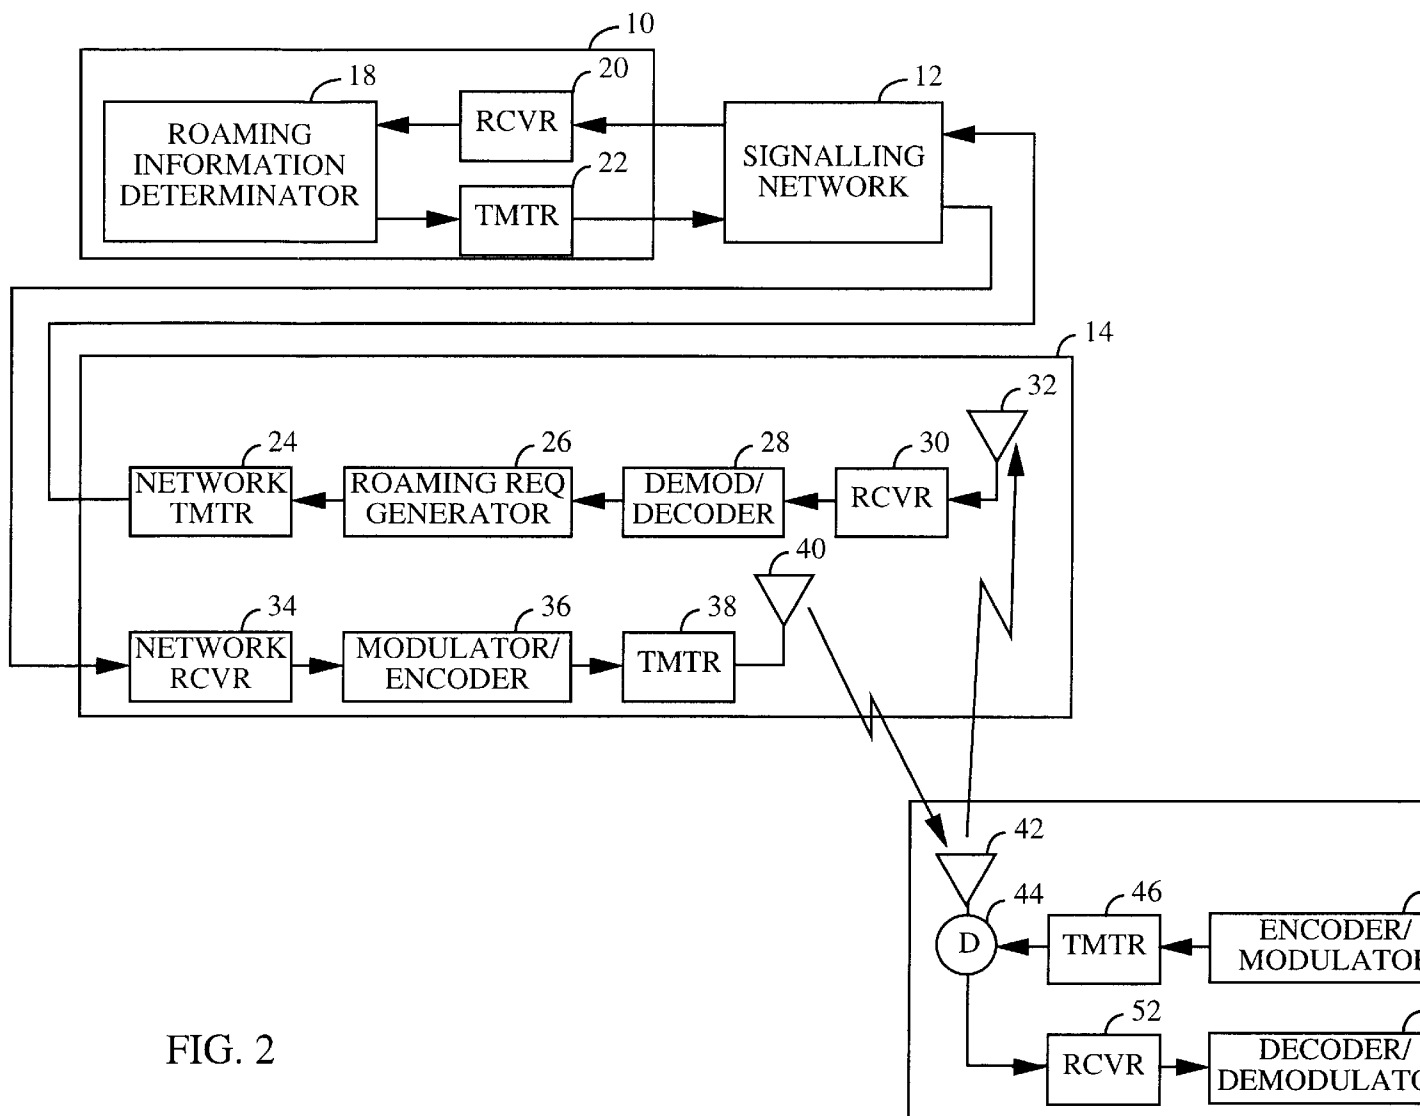 10
18
20
12
RCVR
ROAMING
INFORMATION
DETERMINATOR
SIGNALLING
NETWORK
22
TMTR
14
32
24
26
28
30
NETWORK
TMTR
ROAMING REQ
GENERATOR
DEMOD/
DECODER
RCVR
40
34
36
38
NETWORK
RCVR
MODULATOR/
ENCODER
TMTR
42
44
46
D
TMTR
ENCODER/
52
RCVR
DECODER/
FIG. 2